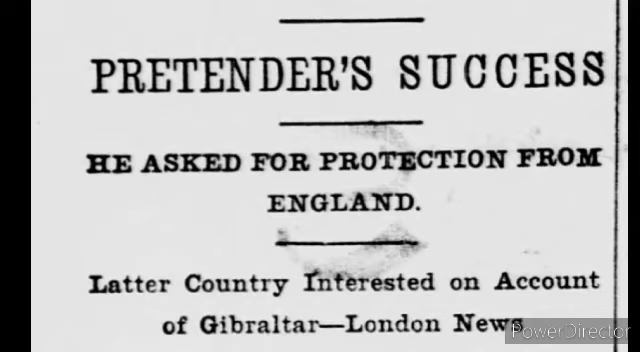 PRETENDER'S SUCCESS
HE ASKED FOR PROTECTION FROM
ENGLAND.
Latter Country Interested on Account
of Gibraltar—London News
PowerDirector